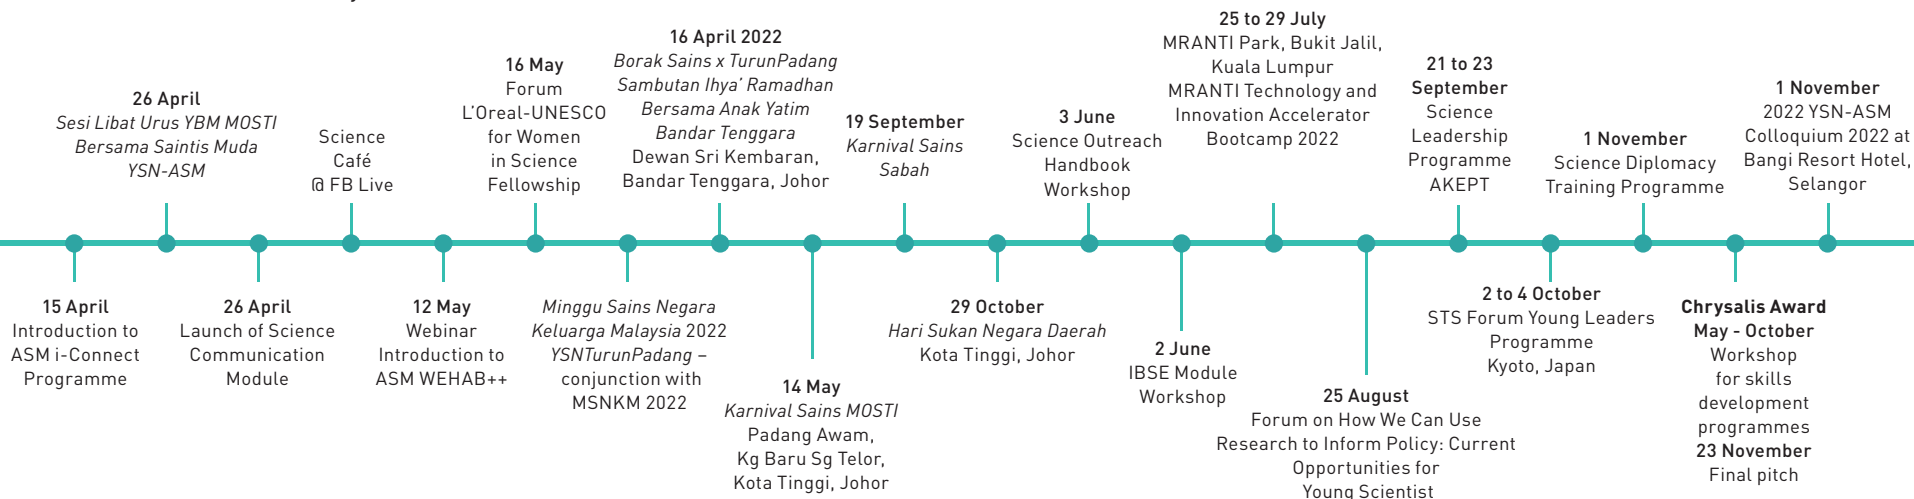 15 April
Introduction to
ASM i-Connect
Programme
26 April
Sesi Libat Urus YBM MOSTI
Bersama Saintis Muda
YSN-ASM
26 April
Launch of Science
Communication
Module
Science
Café
@ FB Live
12 May
Webinar
Introduction to
ASM WEHAB++
16 May
Forum
L'Oreal-UNESCO
for Women
in Science
Fellowship
Minggu Sains Negara
Keluarga Malaysia 2022
YSNTurunPadang –
conjunction with
MSNKM 2022
16 April 2022
Borak Sains x TurunPadang
Sambutan Ihya' Ramadhan
Bersama Anak Yatim
Bandar Tenggara
Dewan Sri Kembaran,
Bandar Tenggara, Johor
14 May
Karnival Sains MOSTI
Padang Awam,
Kg Baru Sg Telor,
Kota Tinggi, Johor
19 September
Karnival Sains
Sabah
29 October
Hari Sukan Negara Daerah
Kota Tinggi, Johor
3 June
Science Outreach
Handbook
Workshop
2 June
IBSE Module
Workshop
25 to 29 July
MRANTI Park, Bukit Jalil,
Kuala Lumpur
MRANTI Technology and
Innovation Accelerator
Bootcamp 2022
25 August
Forum on How We Can Use
Research to Inform Policy: Current
Opportunities for
Young Scientist
21 to 23
September
Science
Leadership
Programme
AKEPT
2 to 4 October
STS Forum Young Leaders
Programme
Kyoto, Japan
1 November
Science Diplomacy
Training Programme
Chrysalis Award
May - October
Workshop
for skills
development
programmes
23 November
Final pitch
1 November
2022 YSN-ASM
Colloquium 2022 at
Bangi Resort Hotel,
Selangor